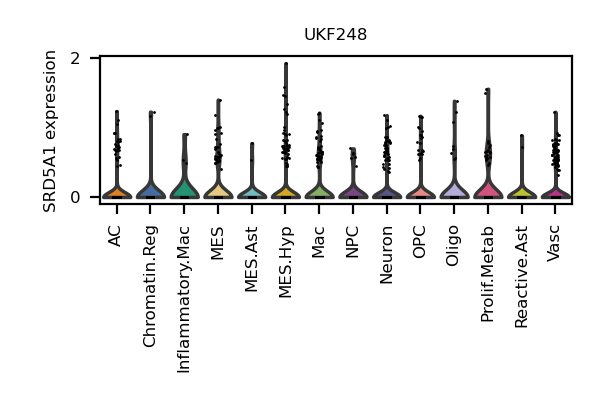 UKF248
SRD5A1 expression
2
0
AC
Chromatin.Reg
Inflammatory.Mac
MES
MES.Ast
MES.Hyp
Mac
NPC
Neuron
OPC
Oligo
Prolif.Metab
Reactive.Ast
Vasc